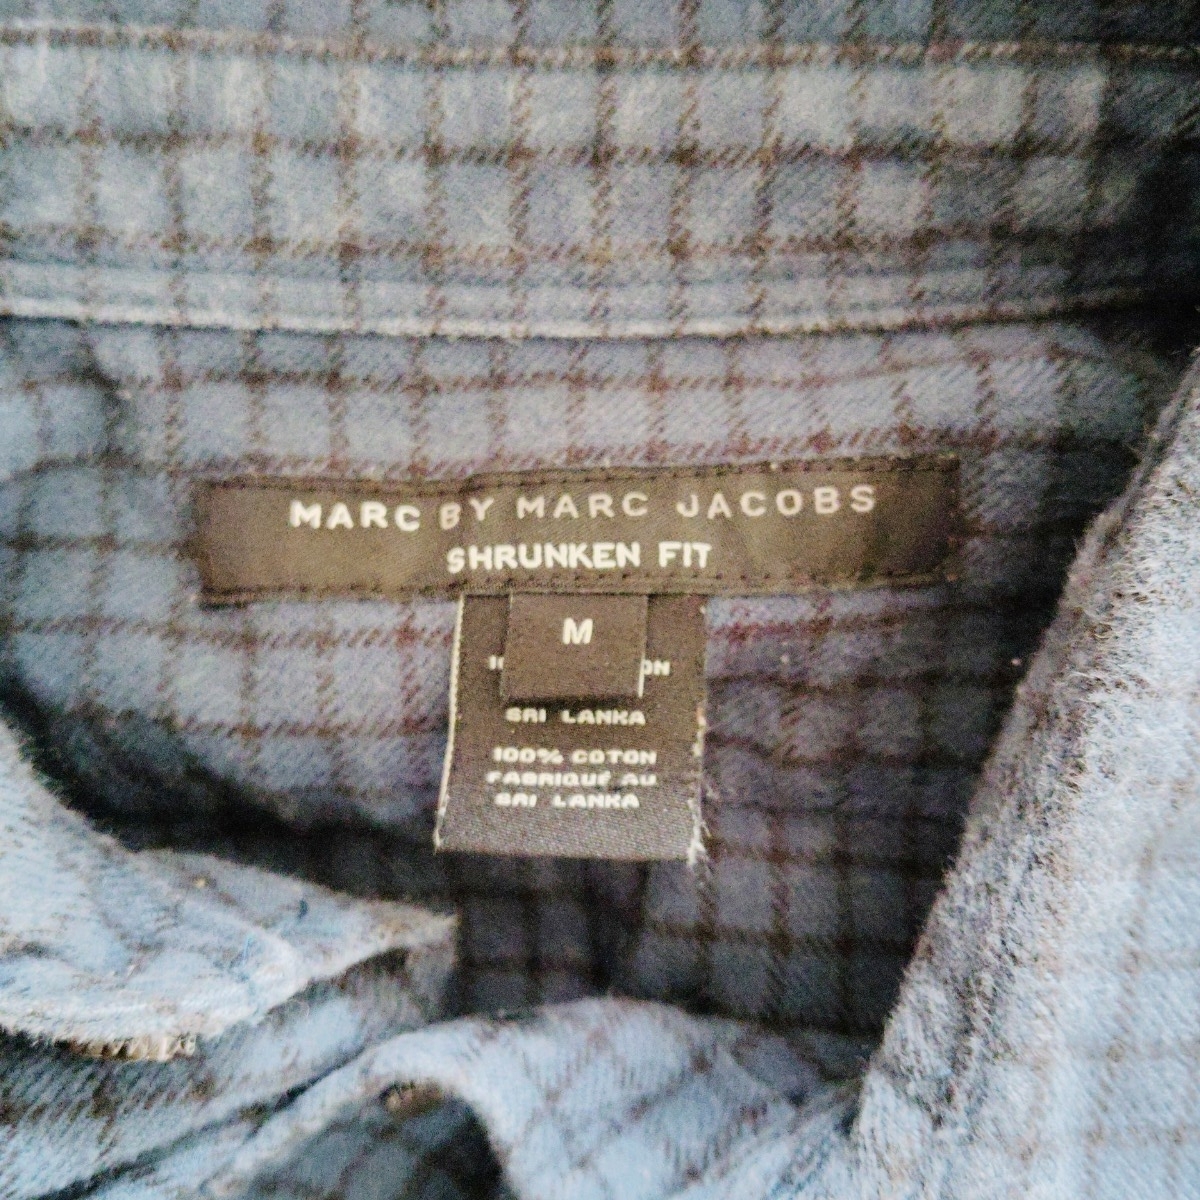 MARC BY MARC JACOBS
SHRUNKEN FIT
M
SRI LANKA
100% COTON
FABRIQUÉ AU
SRI LANKA